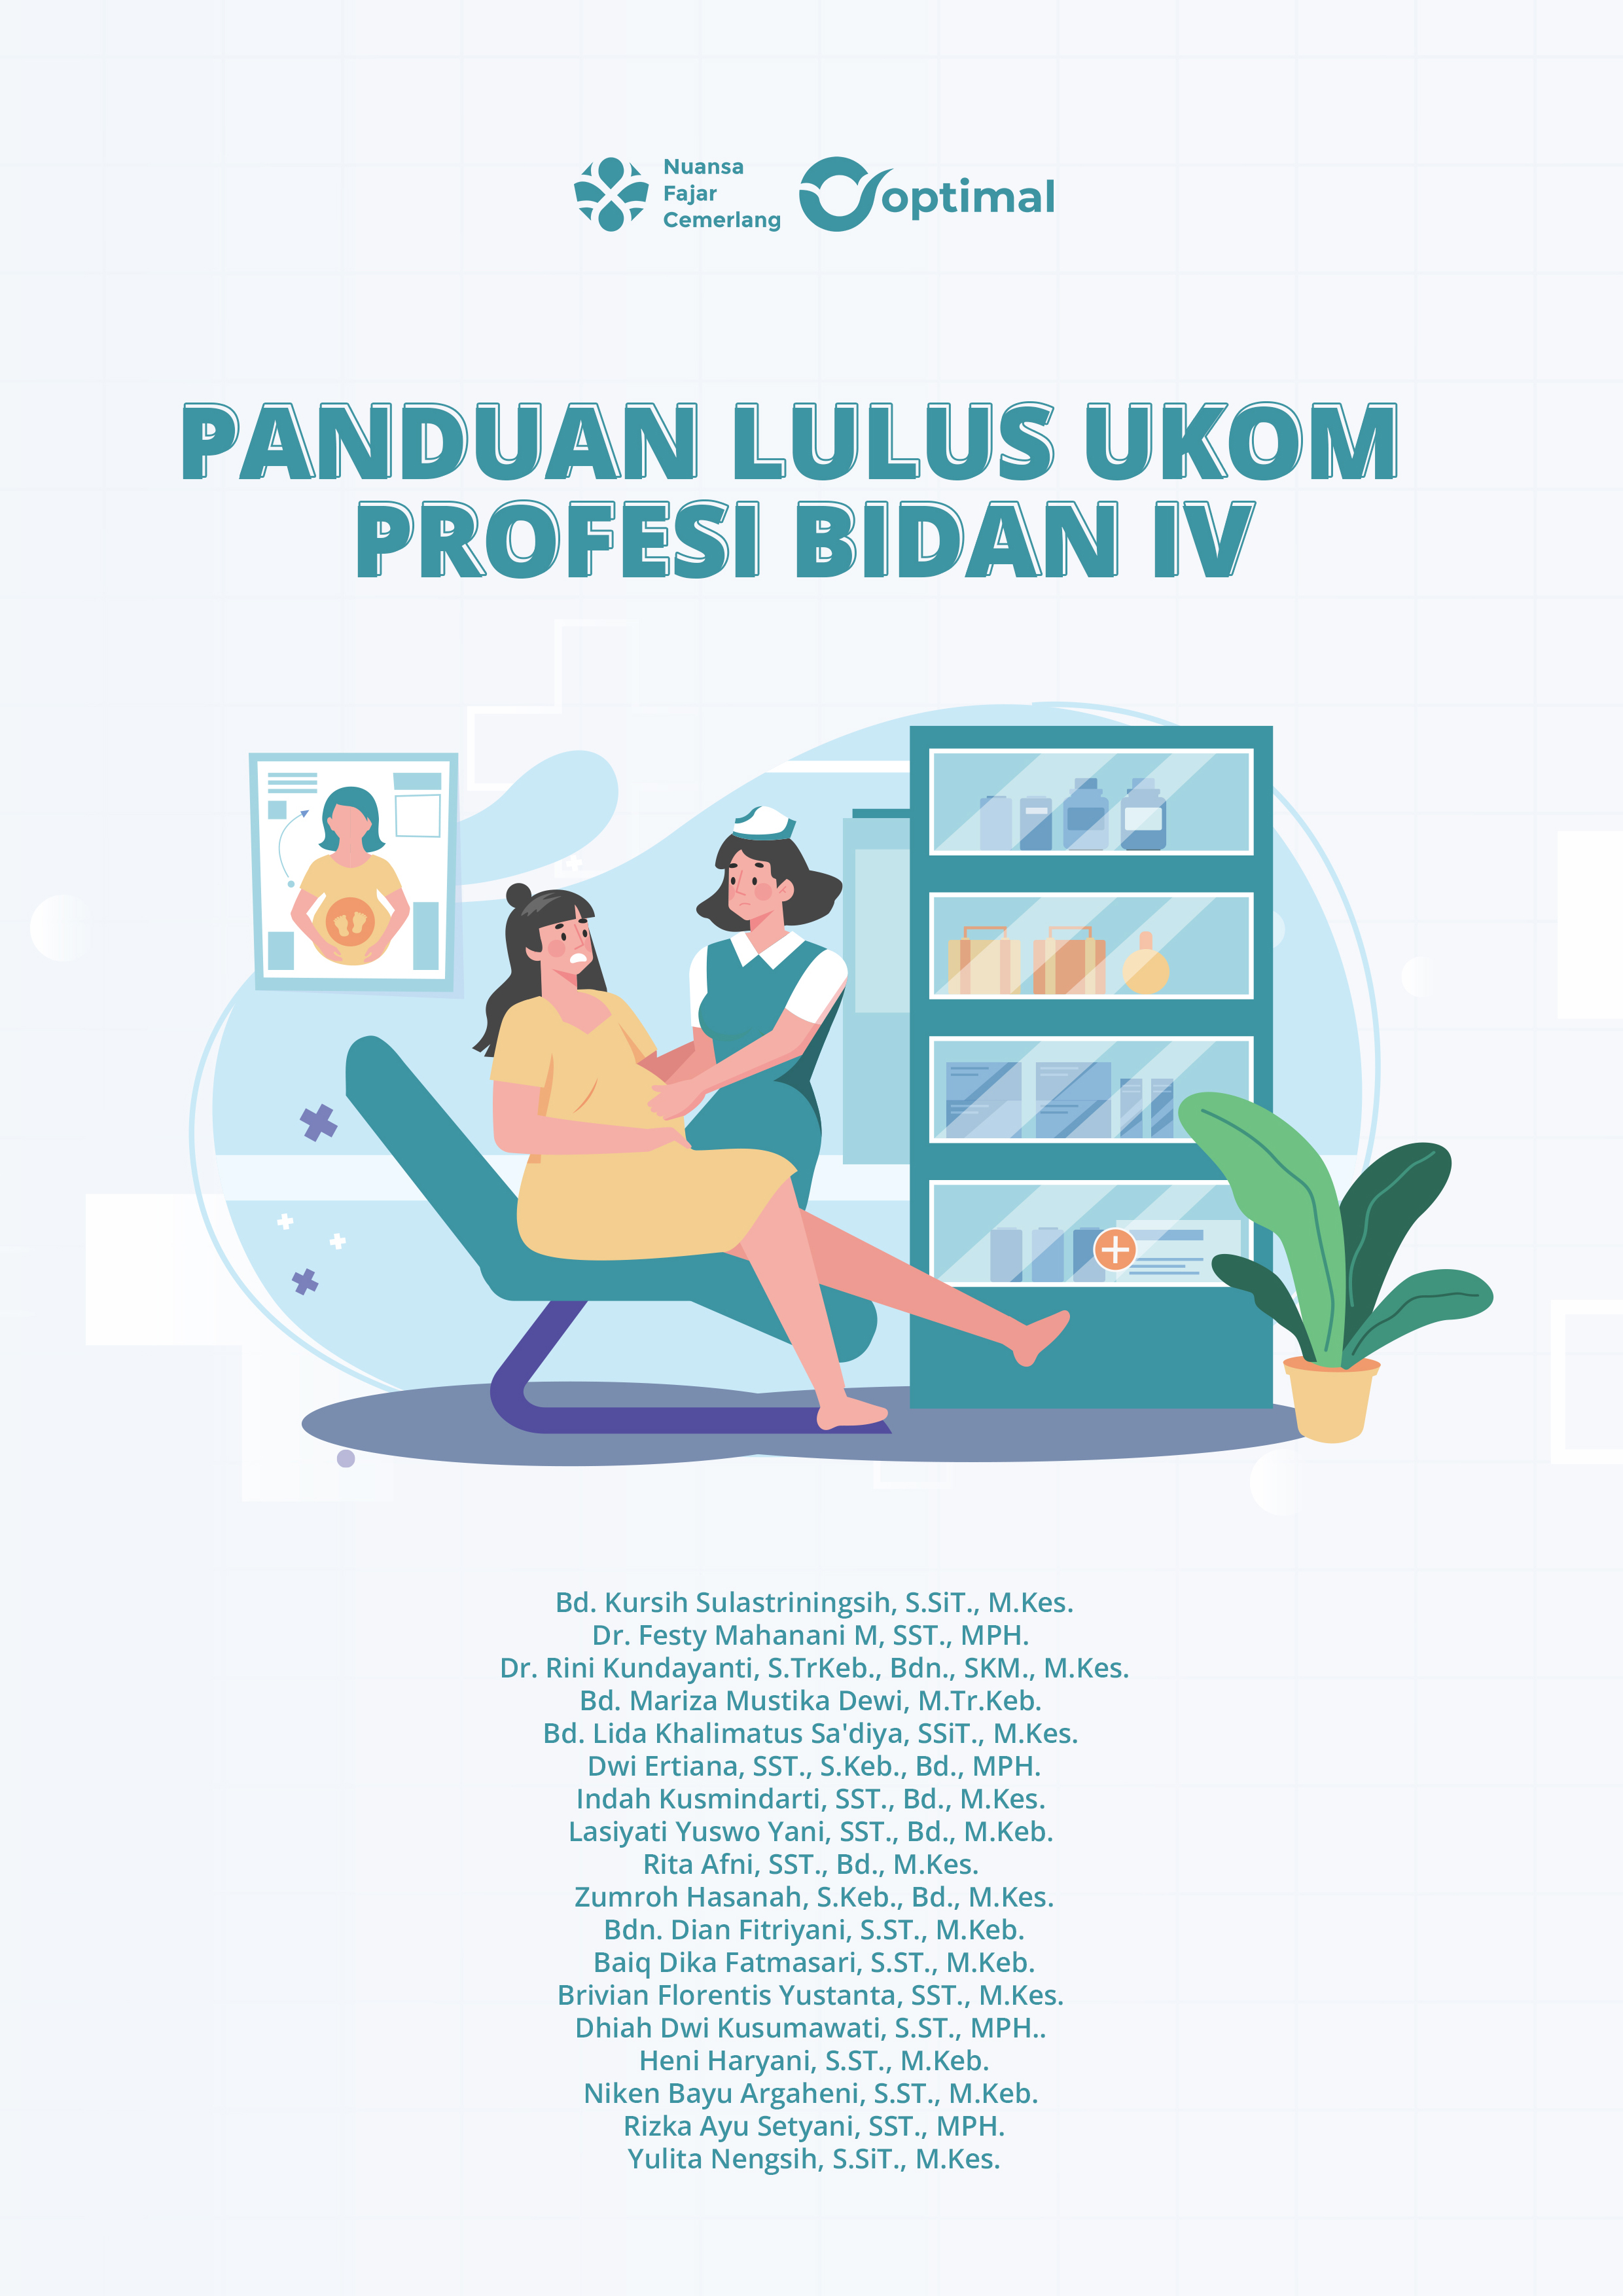 Nuansa
Fajar
Cemerlang
optimal
PANDUAN LULUS UKOM
PROFESI BIDAN IV
Bd. Kursih Sulastriningsih, S.SiT., M.Kes.
Dr. Festy Mahanani M, SST., MPH.
Dr. Rini Kundayanti, S.TrKeb., Bdn., SKM., M.Kes.
Bd. Mariza Mustika Dewi, M.Tr.Keb.
Bd. Lida Khalimatus Sa'diya, SSiT., M.Kes.
Dwi Ertiana, SST., S.Keb., Bd., MPH.
Indah Kusmindarti, SST., Bd., M.Kes.
Lasiyati Yuswo Yani, SST., Bd., M.Keb.
Rita Afni, SST., Bd., M.Kes.
Zumroh Hasanah, S.Keb., Bd., M.Kes.
Bdn. Dian Fitriyani, S.ST., M.Keb.
Baiq Dika Fatmasari, S.ST., M.Keb.
Brivian Florentis Yustanta, SST., M.Kes.
Dhiah Dwi Kusumawati, S.ST., MPH..
Heni Haryani, S.ST., M.Keb.
Niken Bayu Argaheni, S.ST., M.Keb.
Rizka Ayu Setyani, SST., MPH.
Yulita Nengsih, S.SiT., M.Kes.